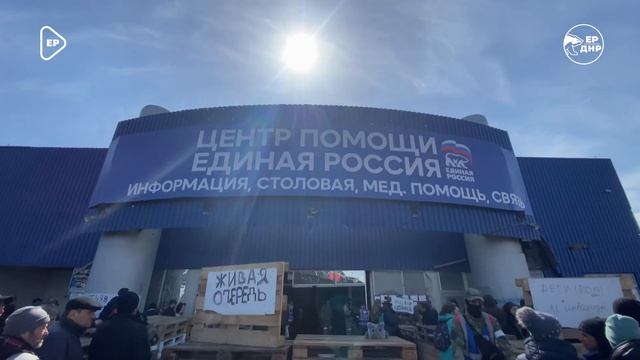 ЕР
ЕР
ДНР
ЦЕНТР ПОМОЩИ
ЕДИНАЯ РОССИЯ
ЕДИНАЯ
РОССИЯ
ИНФОРМАЦИЯ, СТОЛОВАЯ, МЕД. ПОМОЩЬ, СВЯЗЬ
ЖИВАЯ
ОЧЕРЕДЬ